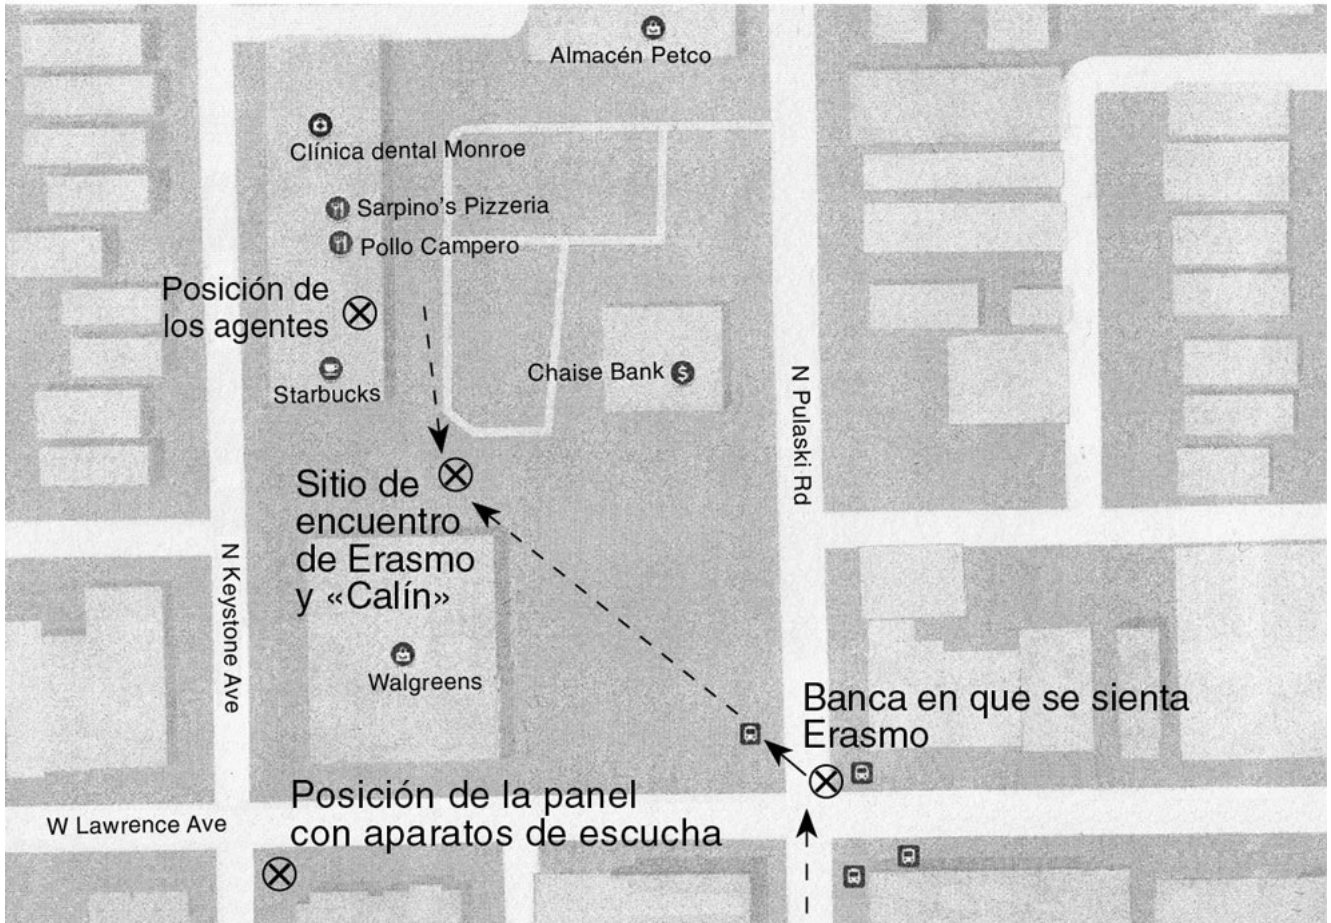 Almacén Petco
Clínica dental Monroe
Sarpino's Pizzeria
Pollo Campero
Posición de
los agentes
Starbucks
Chaise Bank
N Pulaski Rd
Sitio de
encuentro
de Erasmo
y «Calín»
N Keystone Ave
Walgreens
Banca en que se sienta
Erasmo
Posición de la panel
con aparatos de escucha
W Lawrence Ave